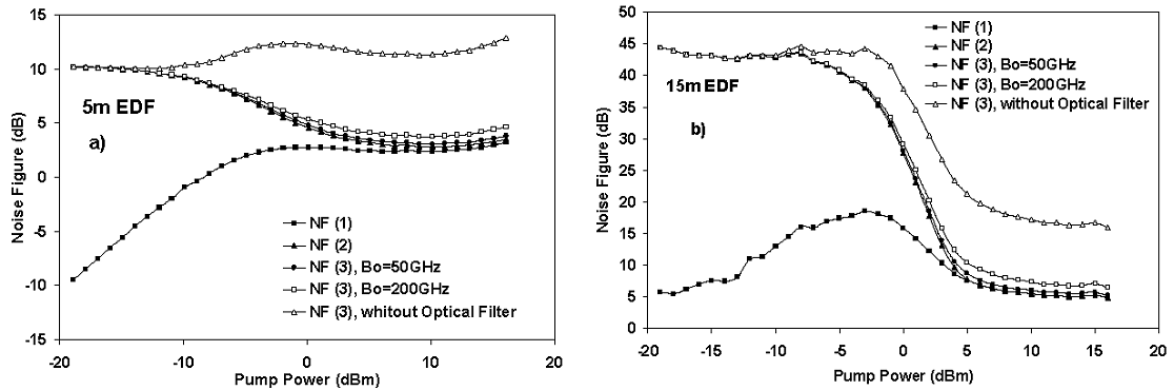 15
10
5
0
-5
-10
-15
Noise Figure (dB)
5m EDF
a)
NF (1)
NF (2)
NF (3), Bo=50GHz
NF (3), Bo=200GHz
NF (3), whitout Optical Filter
-20
-10
0
10
20
Pump Power (dBm)
50
45
40
35
30
25
20
15
10
5
0
Noise Figure (dB)
15m EDF
b)
NF (1)
NF (2)
NF (3), Bo=50GHz
NF (3), Bo=200GHz
NF (3), without Optical Filter
-20
-15
-10
-5
0
5
10
15
20
Pump Power (dBm)